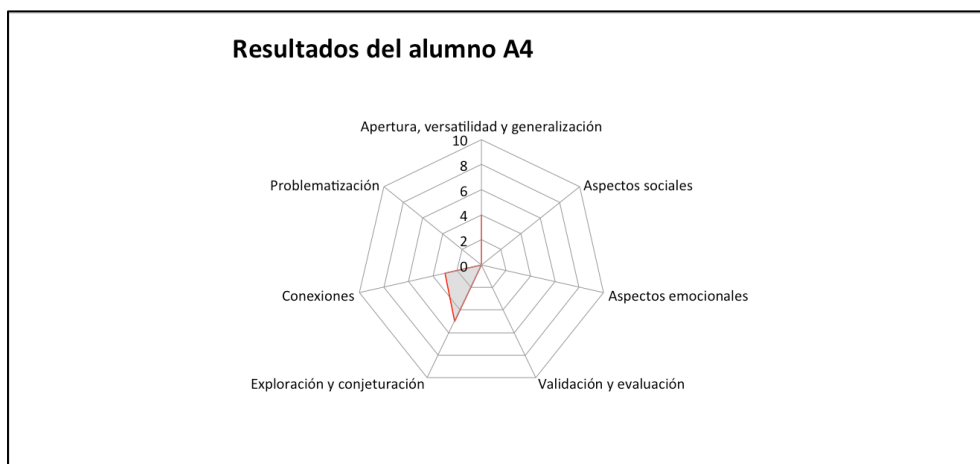 Resultados del alumno A4
Apertura, versatilidad y generalización
10
8
6
4
2
0
Problematización
Aspectos sociales
Conexiones
Aspectos emocionales
Exploración y conjeturación
Validación y evaluación